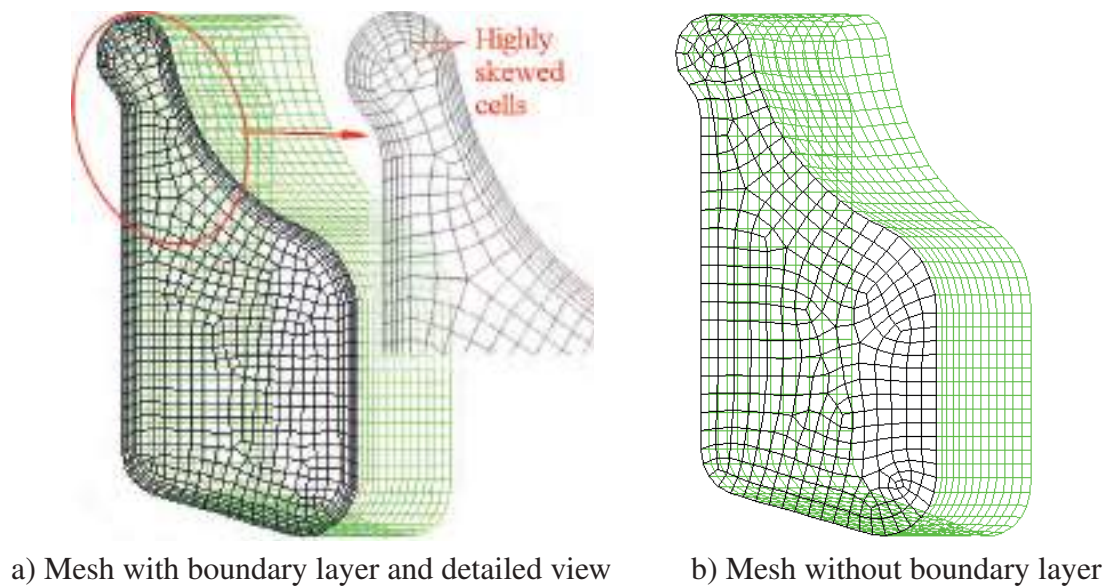 Highly
skewed
cells
a) Mesh with boundary layer and detailed view
b) Mesh without boundary layer